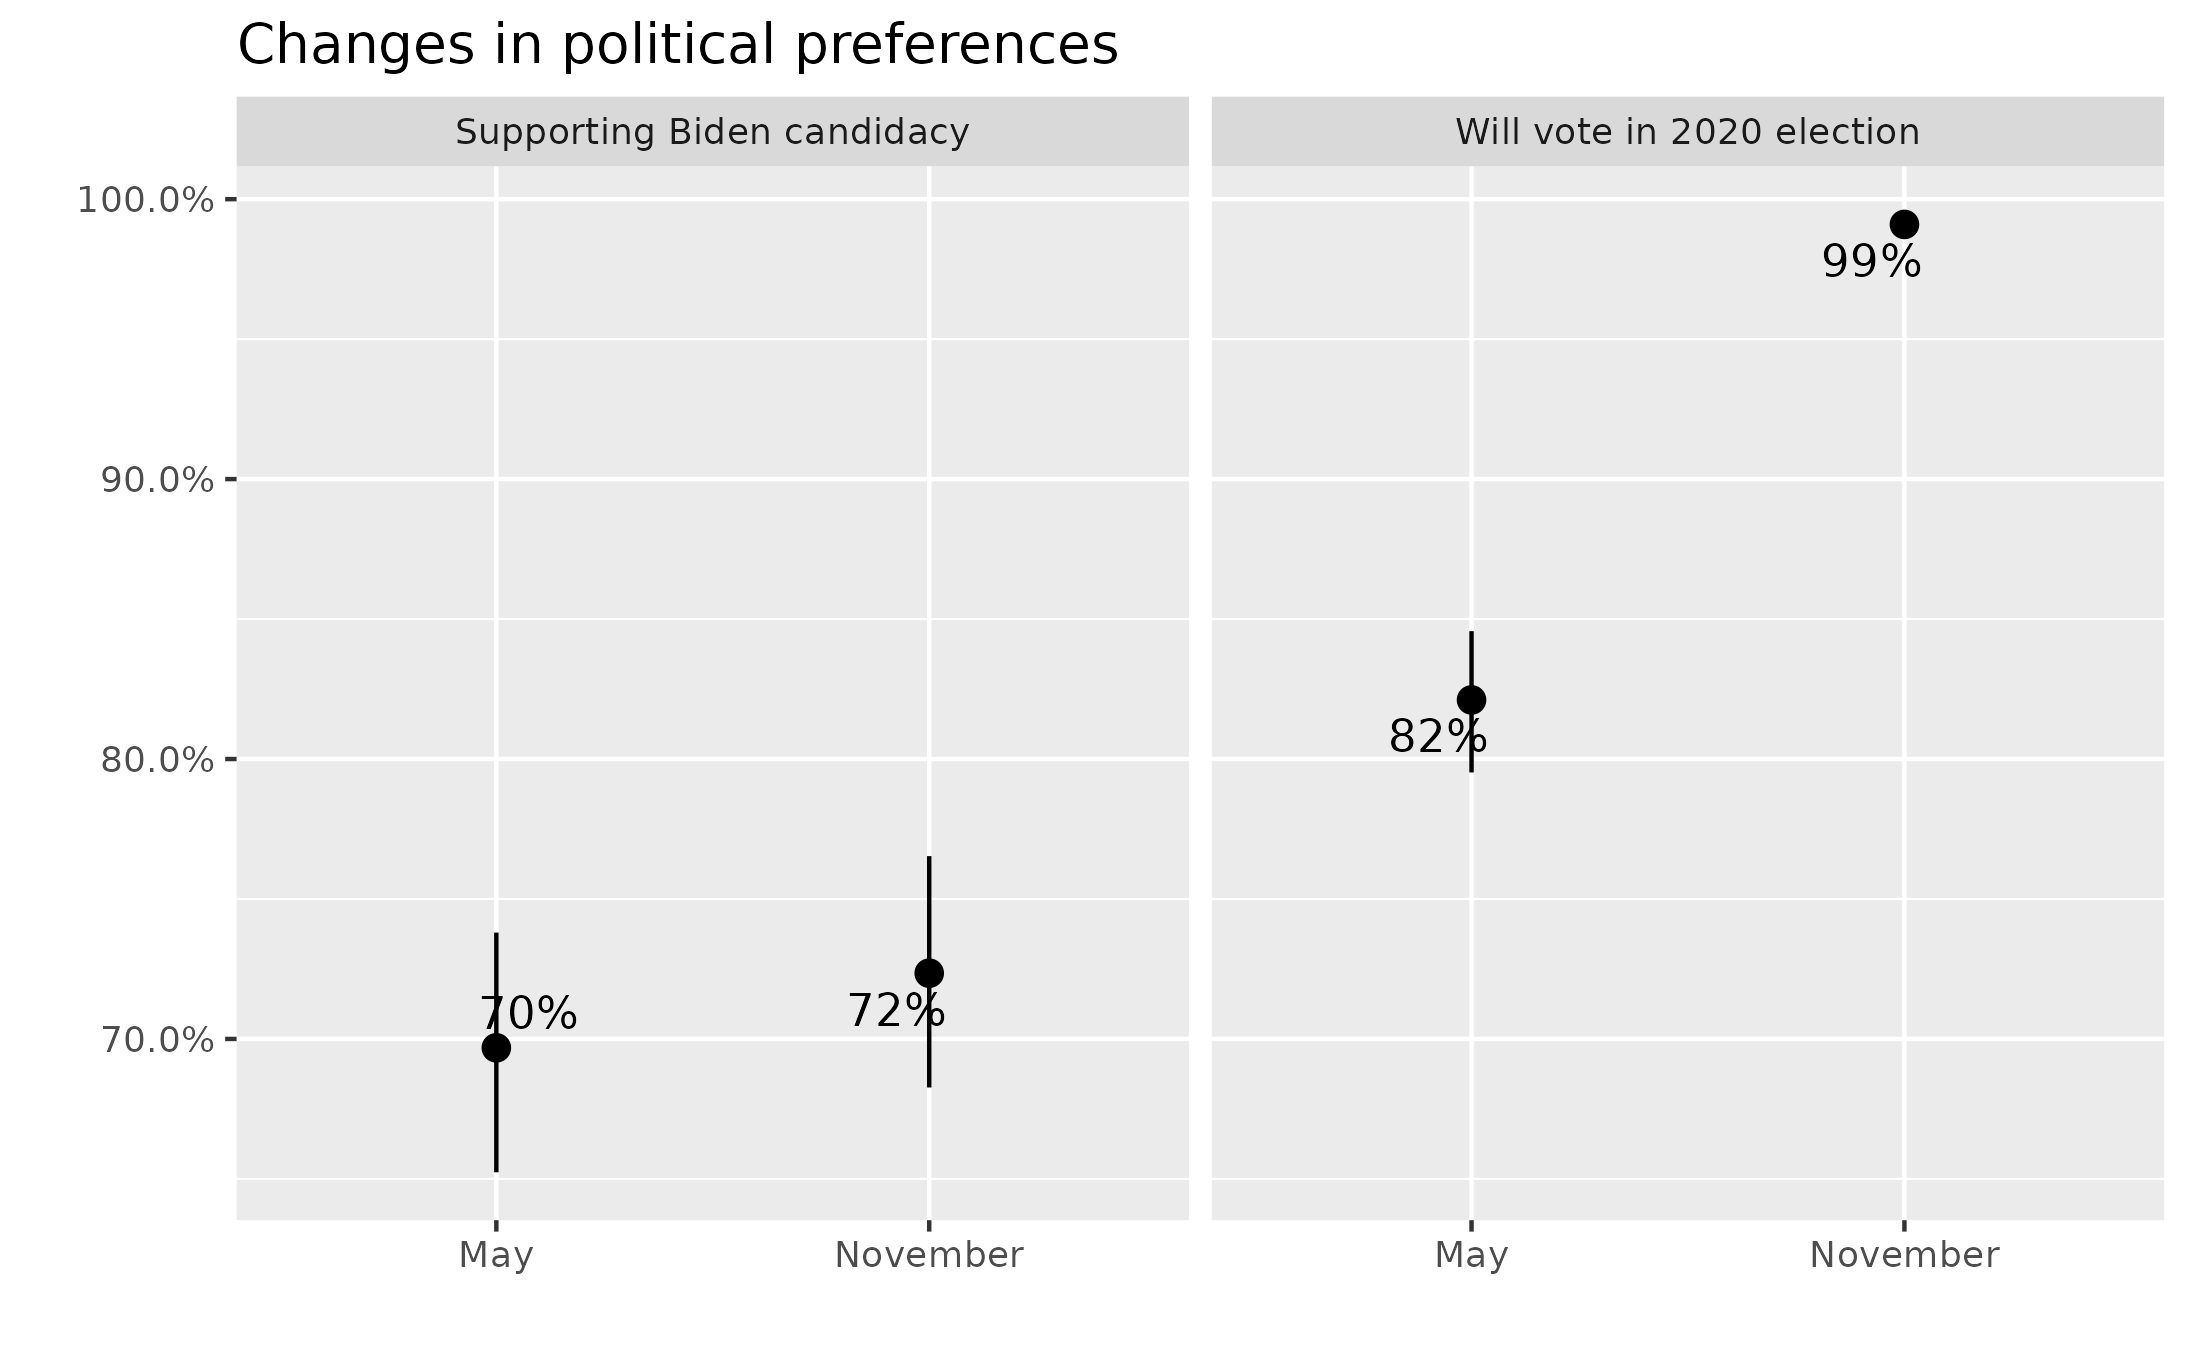 Changes in political preferences
Supporting Biden candidacy
Will vote in 2020 election
100.0%
90.0%
80.0%
70.0%
70%
72%
82%
99%
May
November
May
November